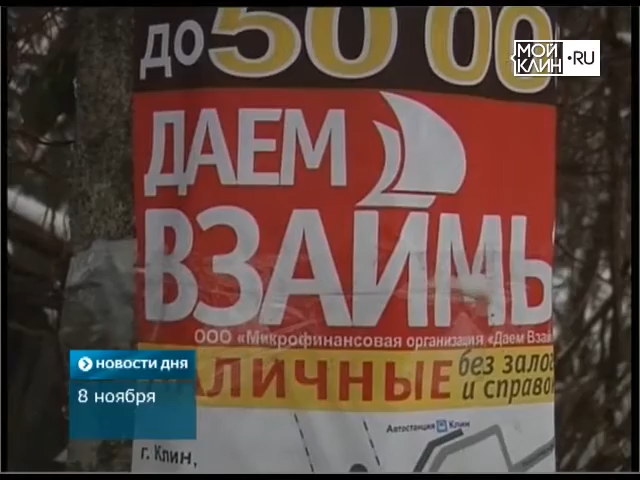 до 50 00
МОЙ
КЛИН .RU
ДАЕМ
ВЗАЙМЫ
ООО «Микрофинансовая организация «Даем Взай
НАЛИЧНЫЕ
без залог
и справо
НОВОСТИ ДНЯ
8 ноября
Автостанция Клин
г. Клин,